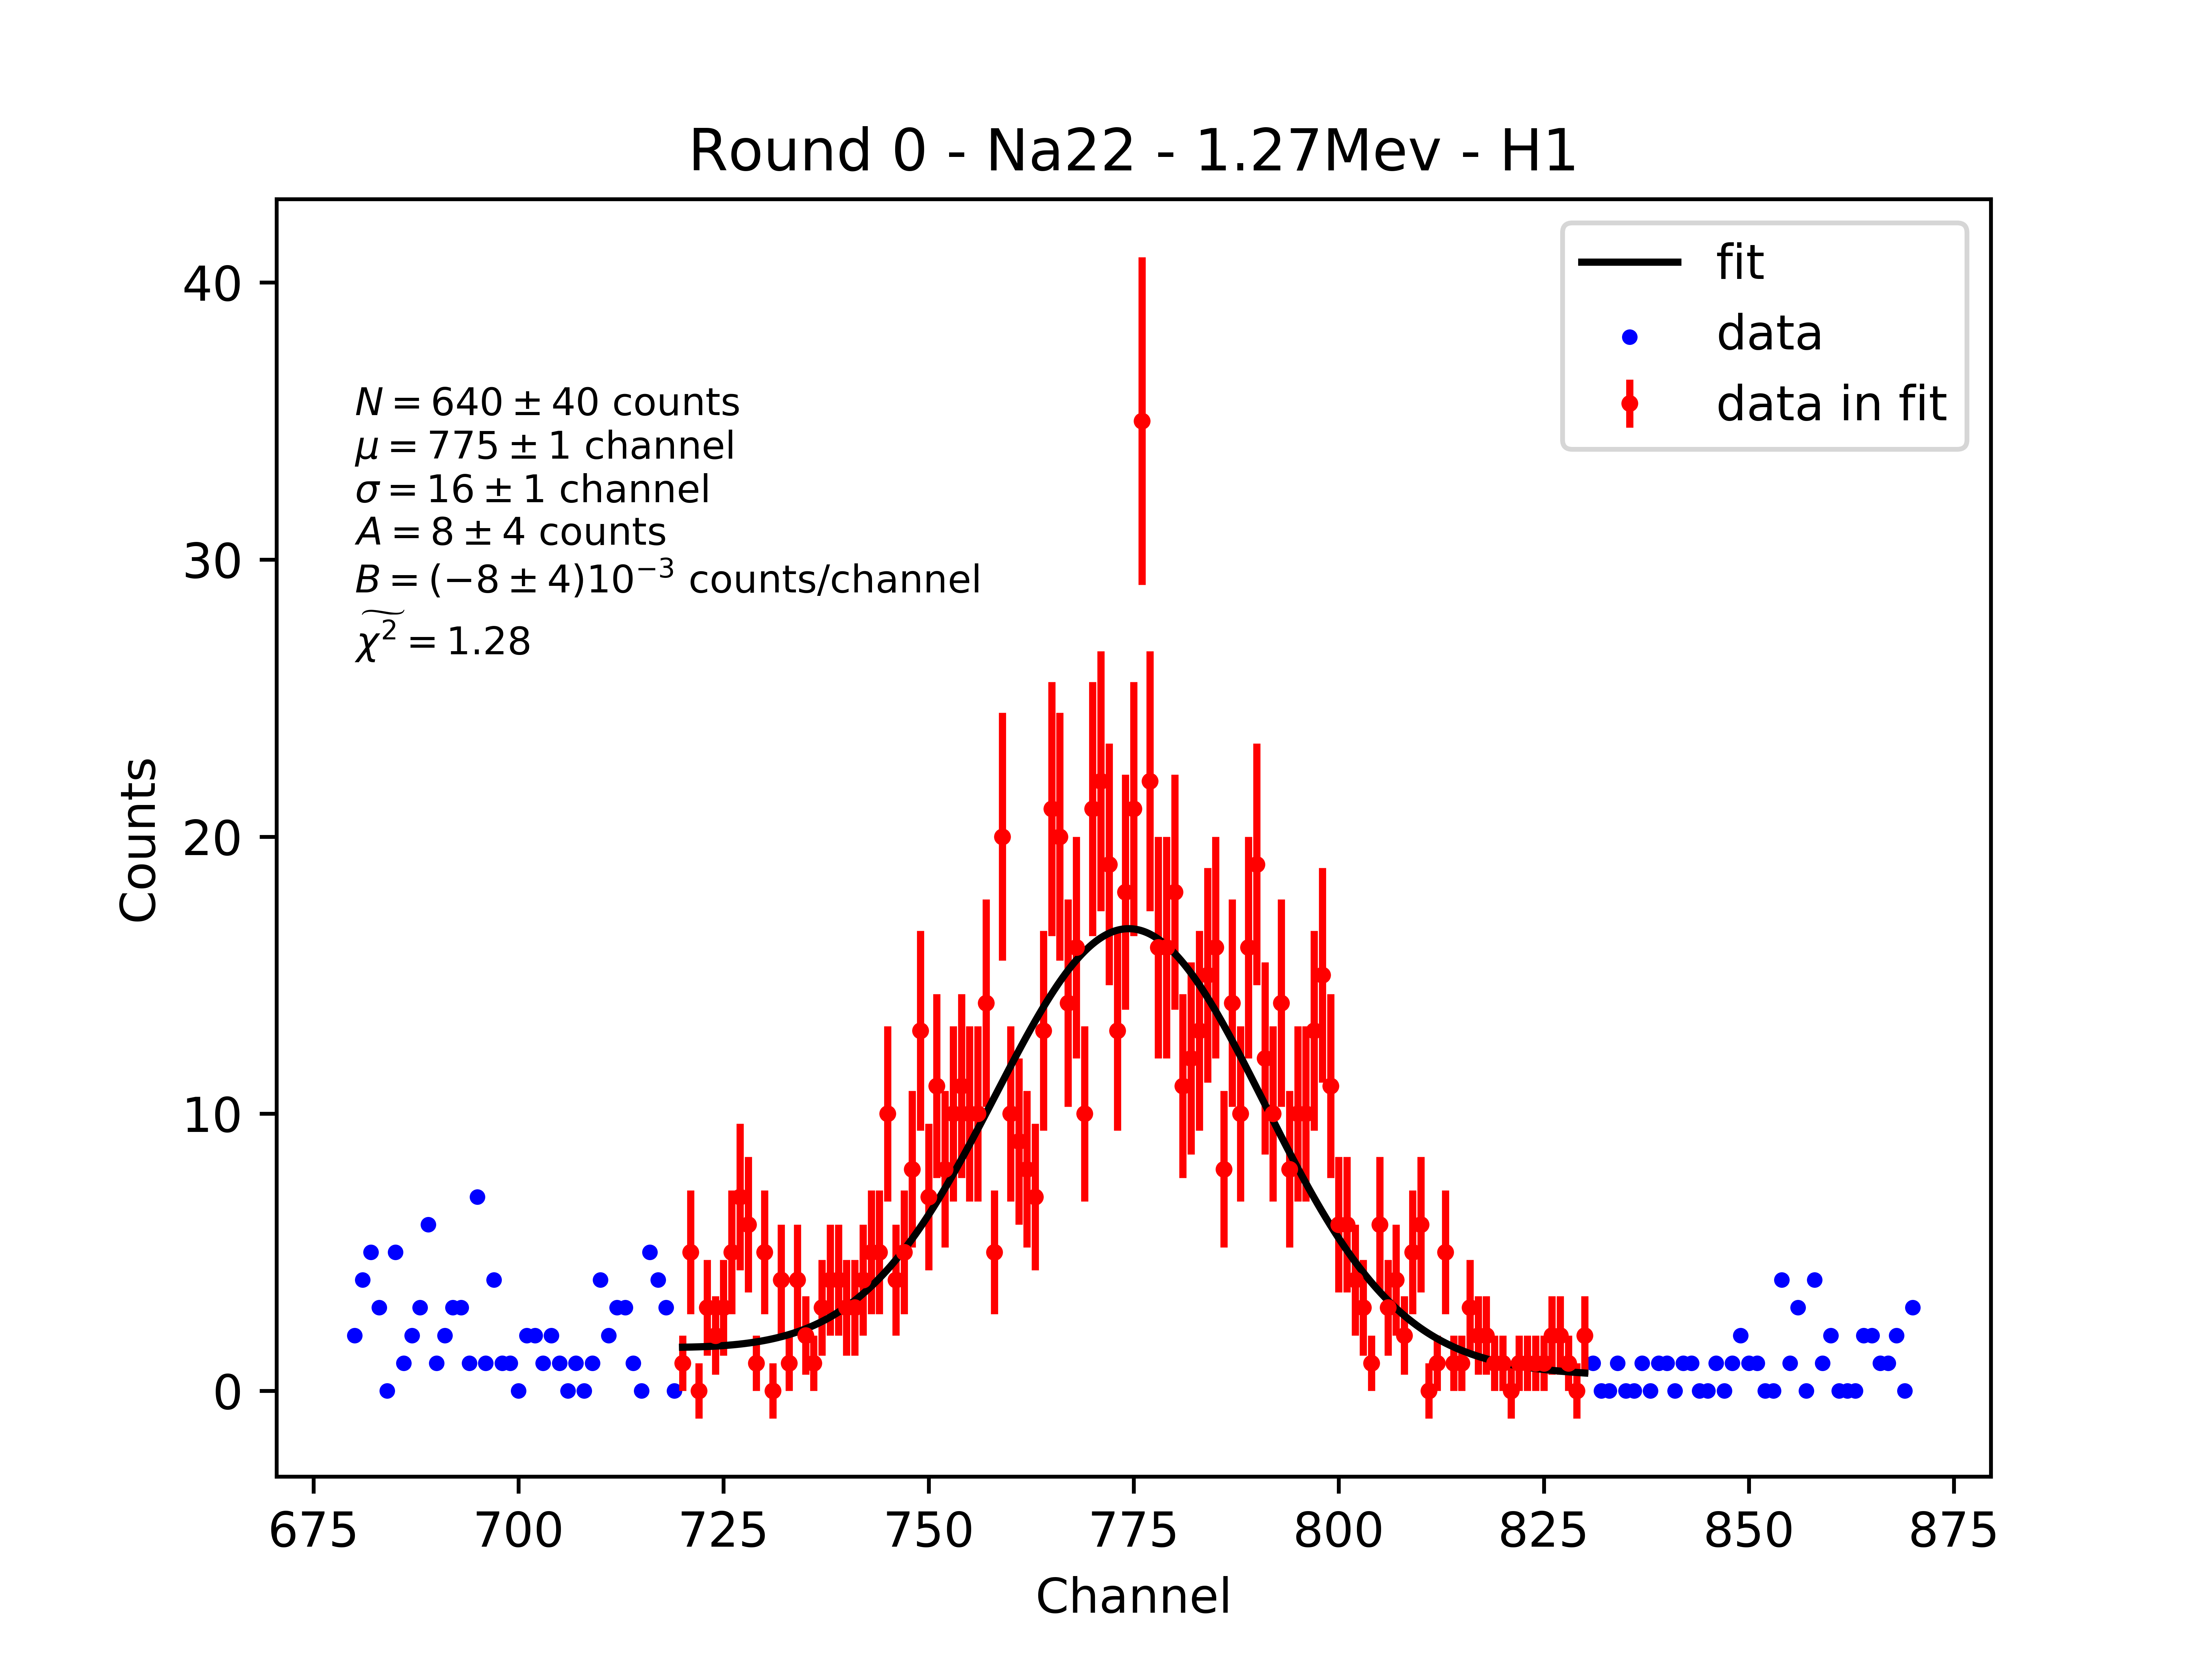 Round 0 - Na22 - 1.27Mev - H1
fit
data
data in fit
N = 640 ± 40 counts
μ = 775 ± 1 channel
σ = 16 ± 1 channel
A = 8 ± 4 counts
B = (−8 ± 4)10⁻³ counts/channel
χ̃² = 1.28
Counts
40
30
20
10
0
675 700 725 750 775 800 825 850 875
Channel